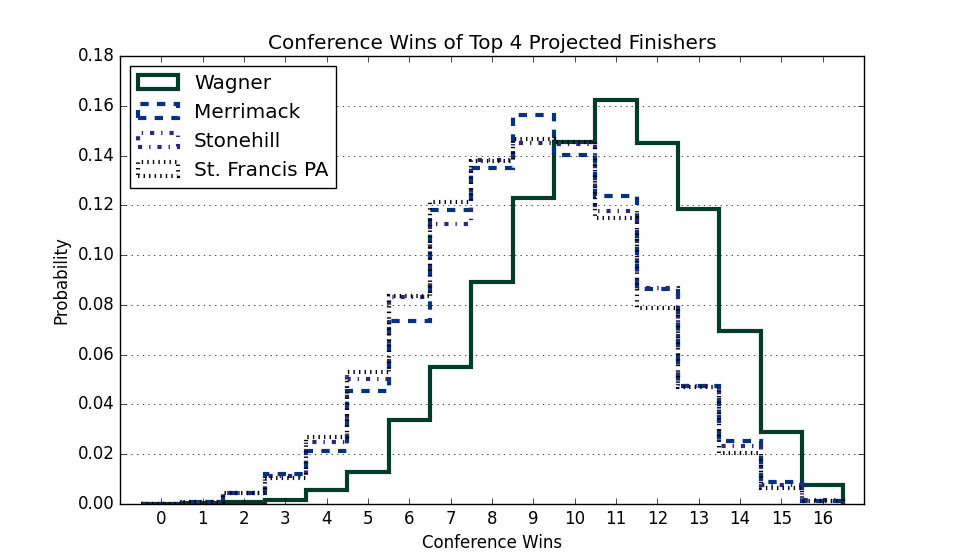 Conference Wins of Top 4 Projected Finishers
Wagner
Merrimack
Stonehill
St. Francis PA
0.18
0.16
0.14
0.12
0.10
0.08
0.06
0.04
0.02
0.00
Probability
0 1 2 3 4 5 6 7 8 9 10 11 12 13 14 15 16
Conference Wins